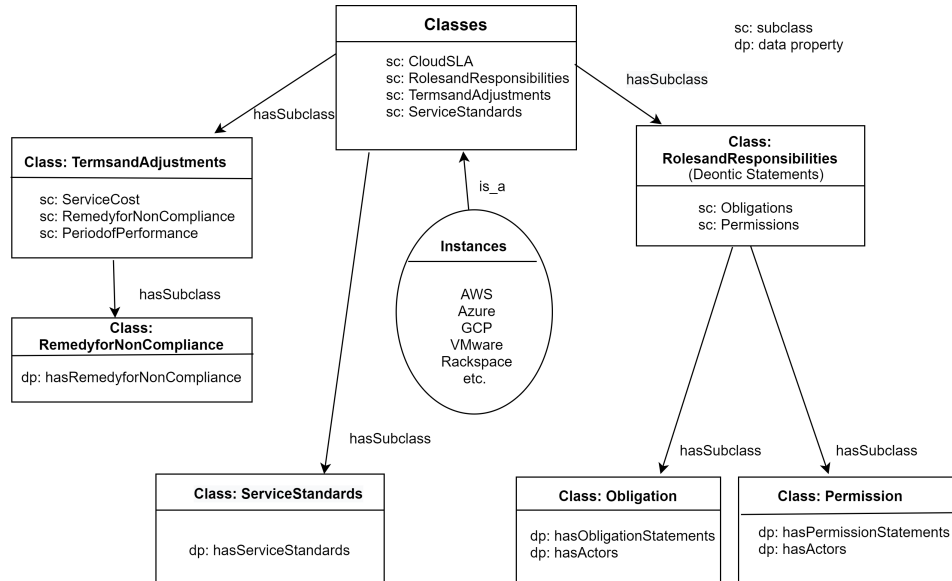 Classes
sc: CloudSLA
sc: RolesandResponsibilities
sc: TermsandAdjustments
sc: ServiceStandards
sc: subclass
dp: data property
hasSubclass
hasSubclass
Class: TermsandAdjustments
sc: ServiceCost
sc: RemedyforNonCompliance
sc: PeriodofPerformance
Class:
RolesandResponsibilities
(Deontic Statements)
sc: Obligations
sc: Permissions
is_a
Instances
AWS
Azure
GCP
VMware
Rackspace
etc.
hasSubclass
Class:
RemedyforNonCompliance
dp: hasRemedyforNonCompliance
hasSubclass
hasSubclass
hasSubclass
Class: ServiceStandards
dp: hasServiceStandards
Class: Obligation
dp: hasObligationStatements
dp: hasActors
Class: Permission
dp: hasPermissionStatements
dp: hasActors